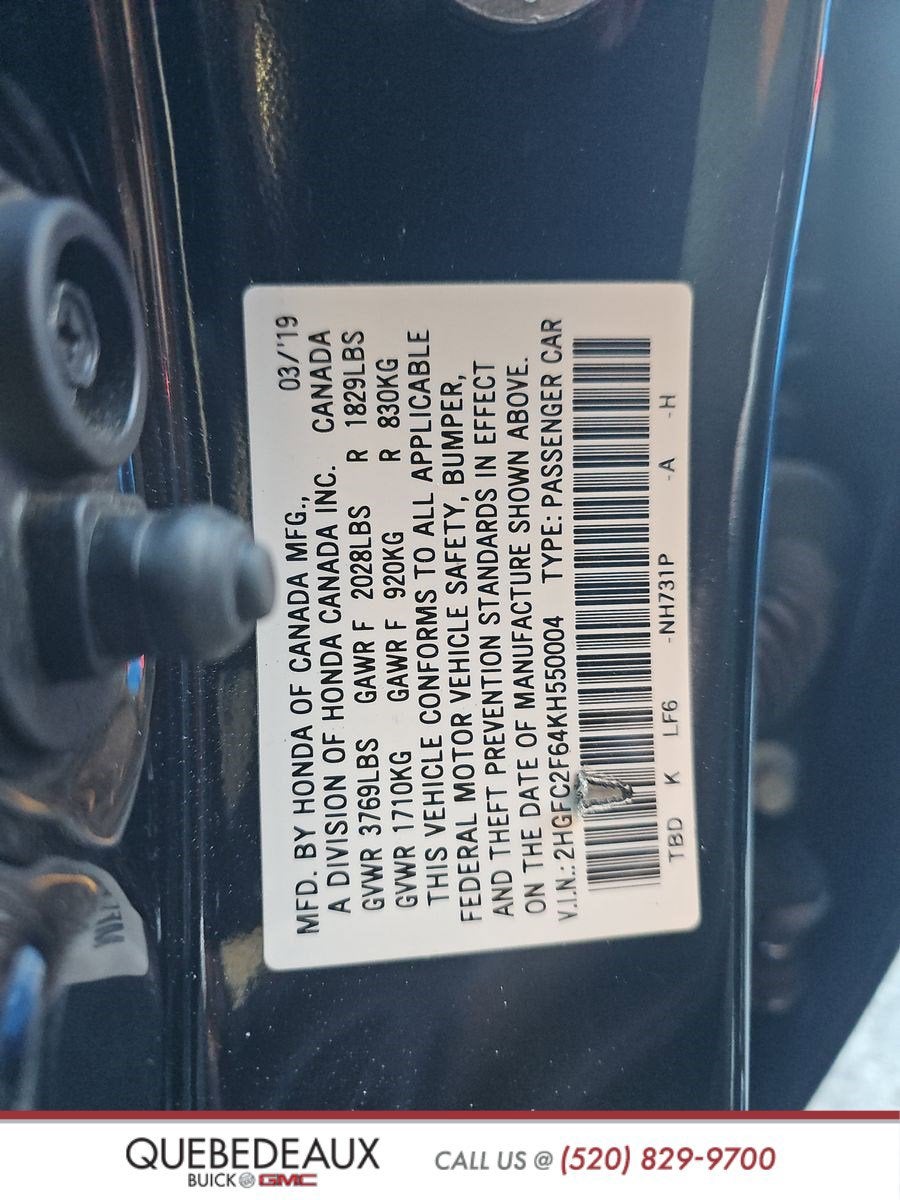 03/'19
MFD. BY HONDA OF CANADA MFG.,
A DIVISION OF HONDA CANADA INC. CANADA
GVWR 3769LBS GAWR F 2028LBS R 1829LBS
GVWR 1710KG GAWR F 920KG R 830KG
THIS VEHICLE CONFORMS TO ALL APPLICABLE
FEDERAL MOTOR VEHICLE SAFETY, BUMPER,
AND THEFT PREVENTION STANDARDS IN EFFECT
ON THE DATE OF MANUFACTURE SHOWN ABOVE.
V.I.N.: 2HGFC2F64KH550004 TYPE: PASSENGER CAR
TBD K LF6 -NH731P -A -H
QUEBEDEAUX
BUICK GMC
CALL US @ (520) 829-9700